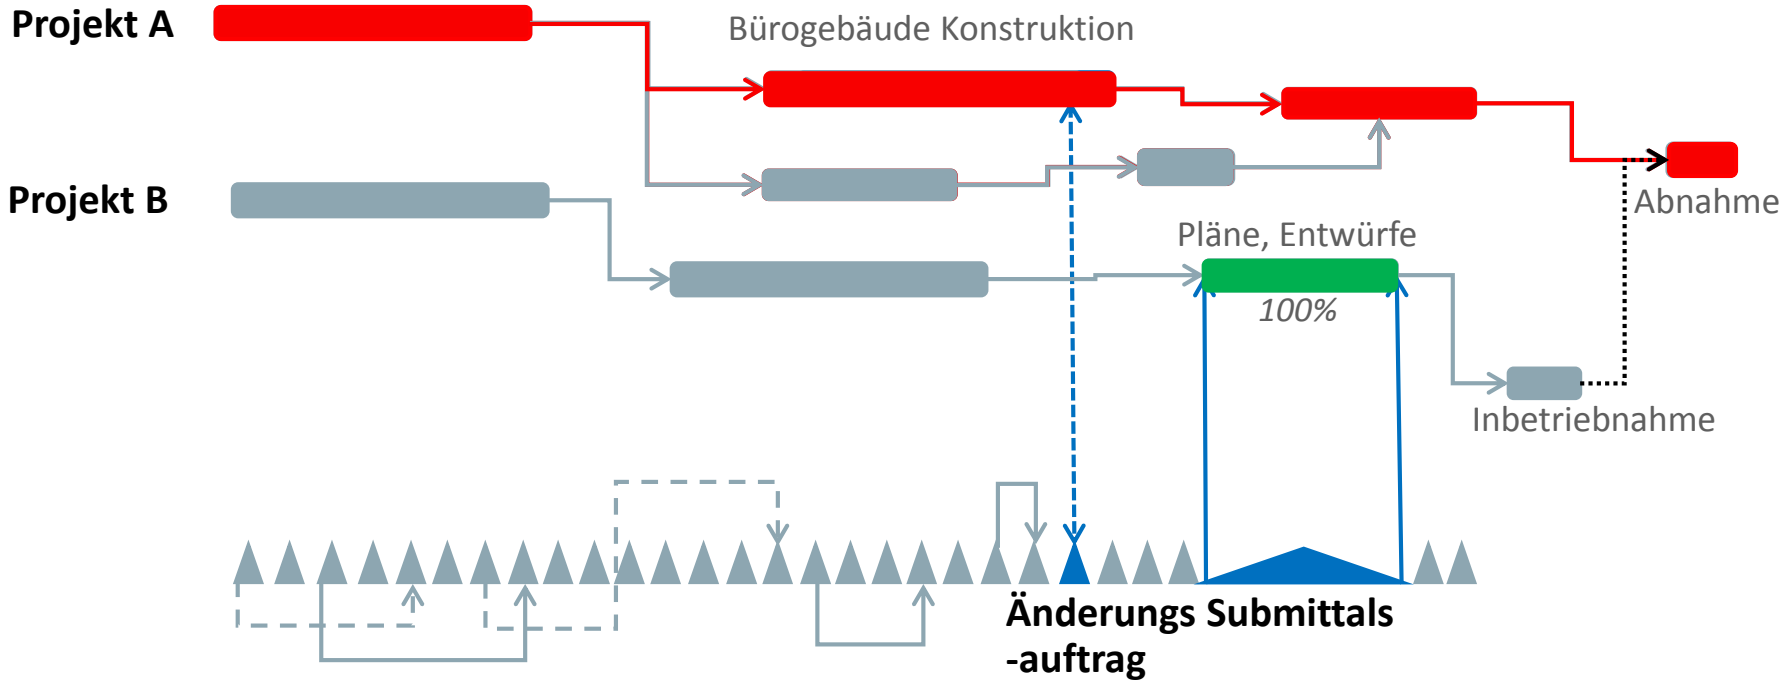 Projekt A
Bürogebäude Konstruktion
Projekt B
Abnahme
Pläne, Entwürfe
100%
Inbetriebnahme
Änderungs Submittals
-auftrag